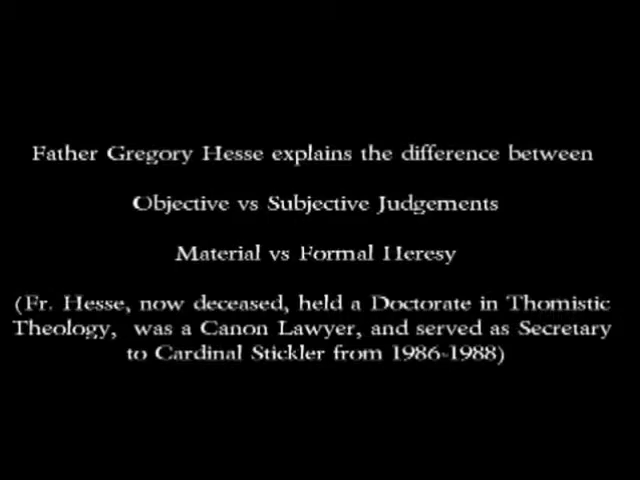 Father Gregory Hesse explains the difference between
Objective vs Subjective Judgements
Material vs Formal Heresy
(Fr. Hesse, now deceased, held a Doctorate in Thomistic
Theology, was a Canon Lawyer, and served as Secretary
to Cardinal Stickler from 1986-1988)